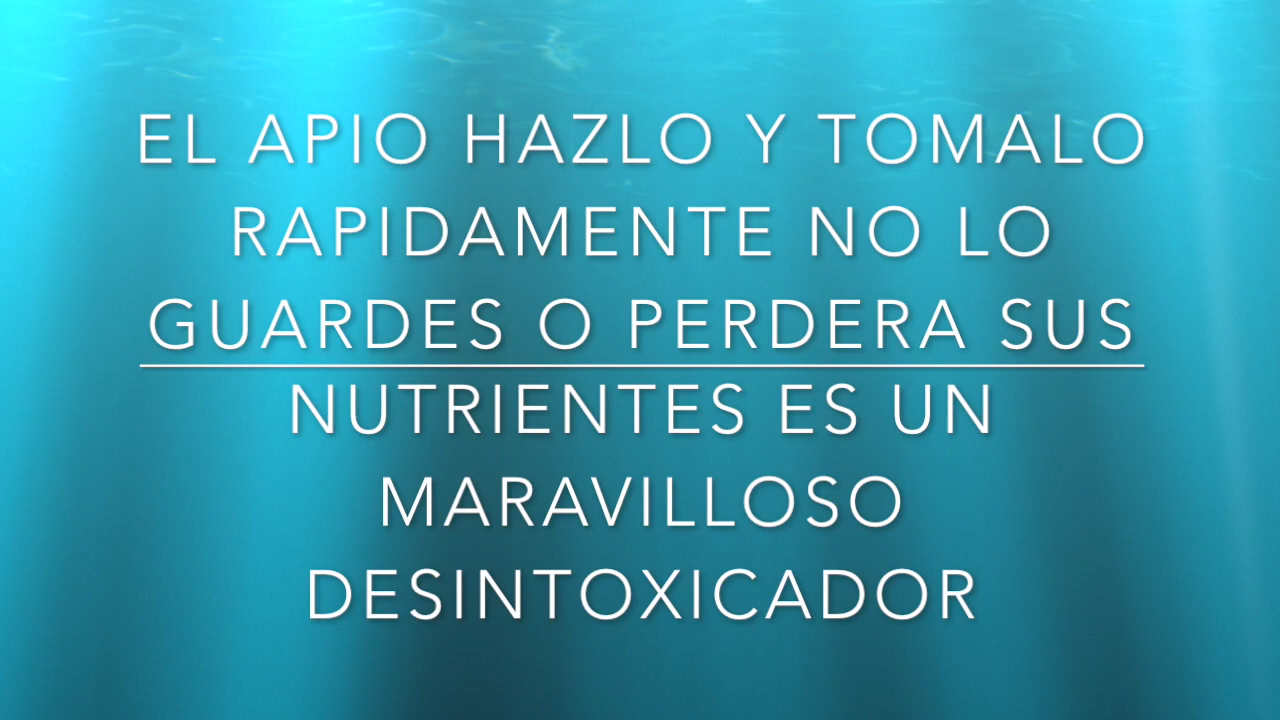 EL APIO HAZLO Y TOMALO
RAPIDAMENTE NO LO
GUARDES O PERDERA SUS
NUTRIENTES ES UN
MARAVILLOSO
DESINTOXICADOR